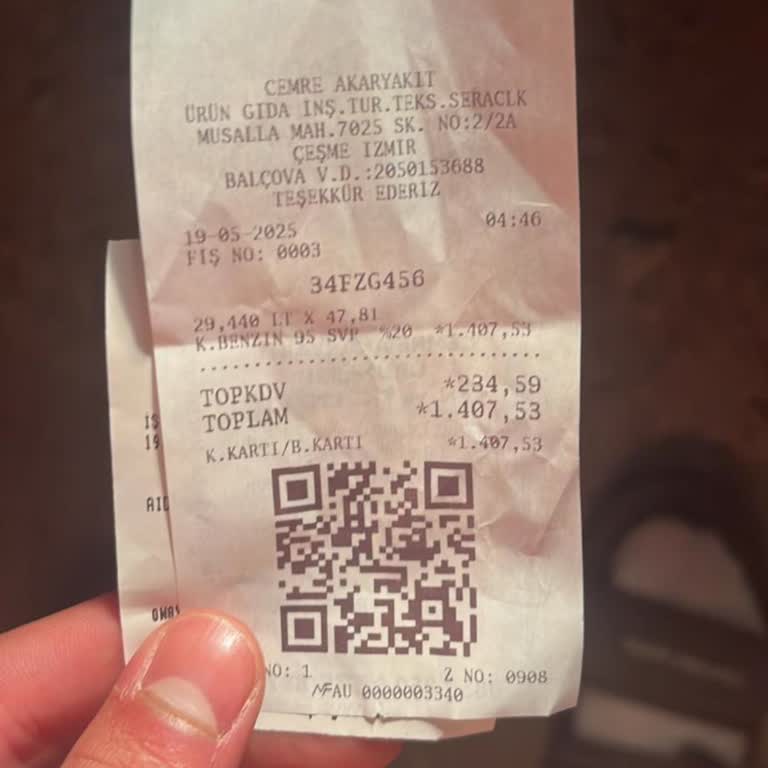 CEMRE AKARYAKIT
ÜRÜN GIDA INŞ.TUR.TEKS.SERACLK
MUSALLA MAH.7025 SK. NO:2/2A
ÇEŞME IZMIR
BALÇOVA V.D.:2050153688
TEŞEKKÜR EDERIZ
19-05-2025 04:46
FIŞ NO: 0003
34FZG456
29,440 LT X 47,81
K.BENZIN 95 SVP %20 *1.407,53
TOPKDV *234,59
TOPLAM *1.407,53
K.KARTI/B.KARTI *1.407,53
NO: 1 Z NO: 0908
MFAU 0000003340
19